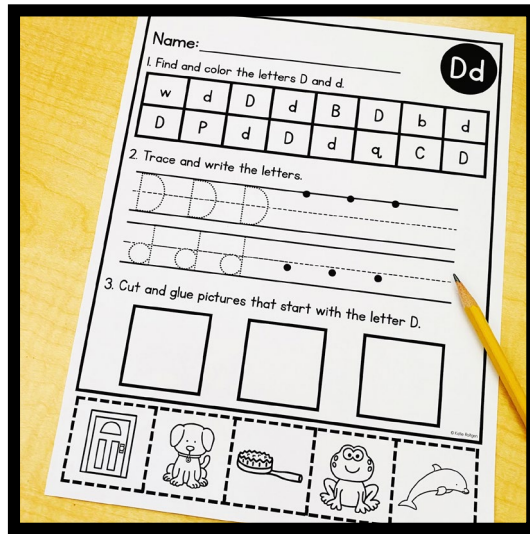 Name:
Dd
1. Find and color the letters D and d.
w d D d B D b d
D P d D d q C D
2. Trace and write the letters.
D D D
d d d
3. Cut and glue pictures that start with the letter D.